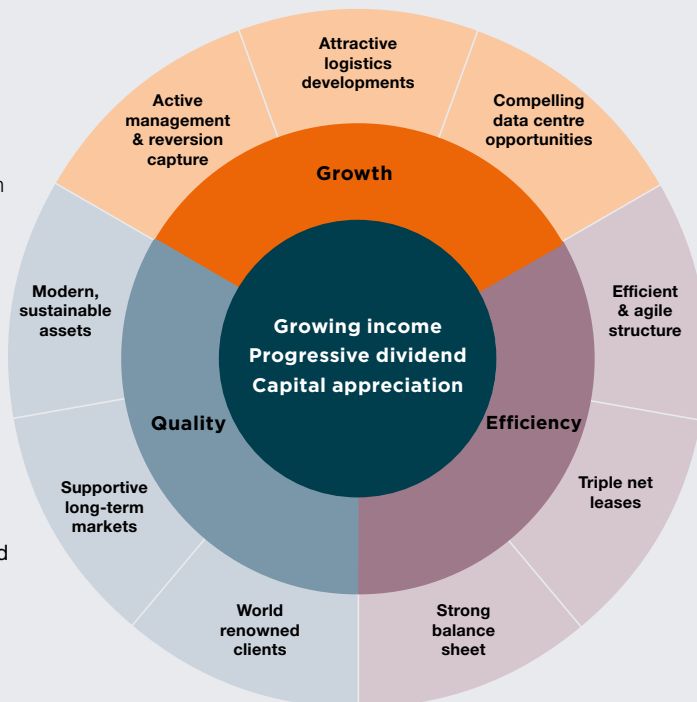 Attractive
logistics
developments
Active
management
& reversion
capture
Compelling
data centre
opportunities
Growth
Modern,
sustainable
assets
Efficient
& agile
structure
Growing income
Progressive dividend
Capital appreciation
Quality
Efficiency
Supportive
long-term
markets
Triple net
leases
d
World
renowned
clients
Strong
balance
sheet